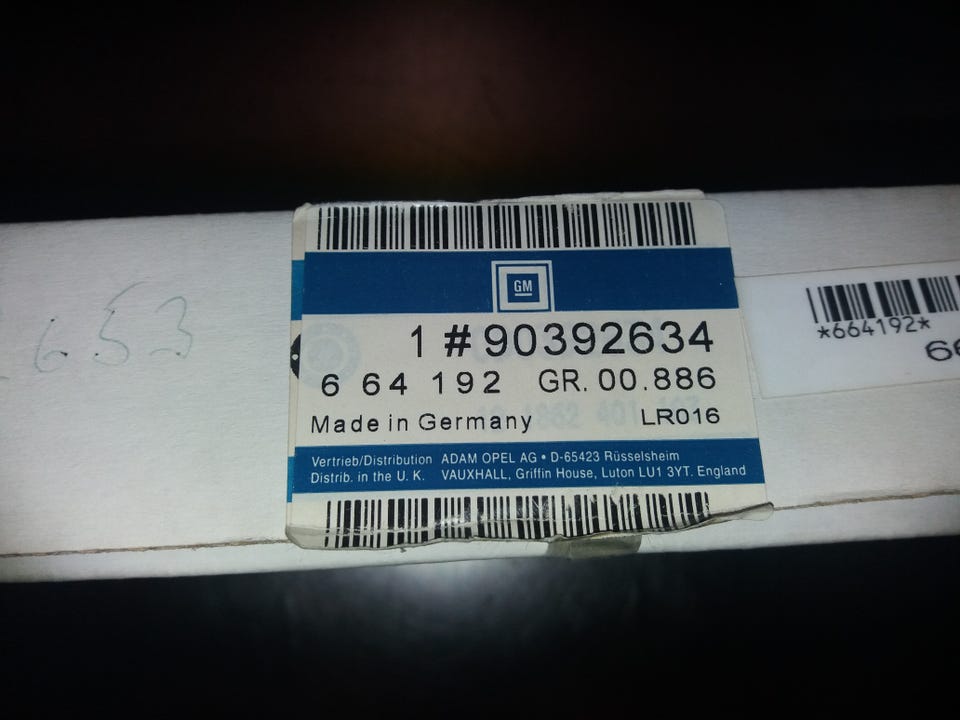 GM
1 # 90392634
6 64 192 GR. 00.886
Made in Germany LR016
Vertrieb/Distribution ADAM OPEL AG • D-65423 Rüsselsheim
Distrib. in the U. K. VAUXHALL, Griffin House, Luton LU1 3YT. England
*664192*
66
653